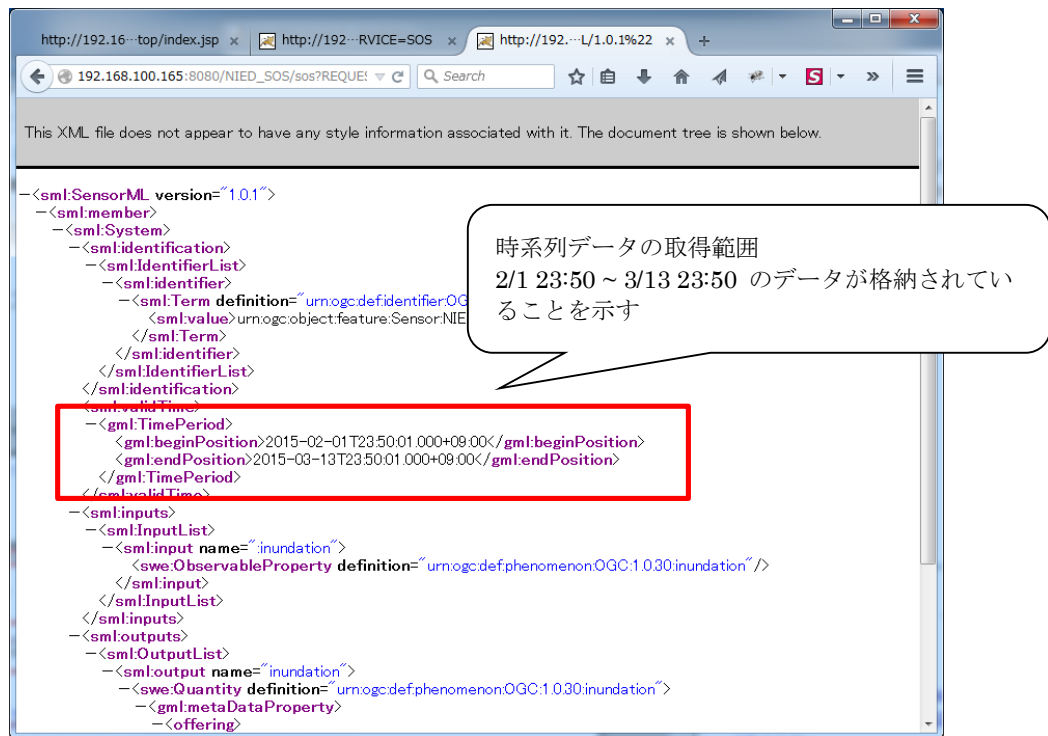 http://192.16…top/index.jsp
http://192…RVICE=SOS
http://192.…L/1.0.1%22
192.168.100.165:8080/NIED_SOS/sos?REQUES
Search
This XML file does not appear to have any style information associated with it. The document tree is shown below.
−<sml:SensorML version="1.0.1">
−<sml:member>
−<sml:System>
−<sml:identification>
−<sml:IdentifierList>
−<sml:identifier>
−<sml:Term definition="urn:ogc:def:identifier:OG
<sml:value>urn:ogc:object:feature:Sensor:NIE
</sml:Term>
</sml:identifier>
</sml:IdentifierList>
</sml:identification>
時系列データの取得範囲
2/1 23:50 ~ 3/13 23:50 のデータが格納されてい
ることを示す
<sml:validTime>
−<gml:TimePeriod>
<gml:beginPosition>2015-02-01T23:50:01.000+09:00</gml:beginPosition>
<gml:endPosition>2015-03-13T23:50:01.000+09:00</gml:endPosition>
</gml:TimePeriod>
</sml:validTime>
−<sml:inputs>
−<sml:InputList>
−<sml:input name=":inundation">
<swe:ObservableProperty definition="urn:ogc:def:phenomenon:OGC:1.0.30:inundation"/>
</sml:input>
</sml:InputList>
</sml:inputs>
−<sml:outputs>
−<sml:OutputList>
−<sml:output name="inundation">
−<swe:Quantity definition="urn:ogc:def:phenomenon:OGC:1.0.30:inundation">
−<gml:metaDataProperty>
−<offering>